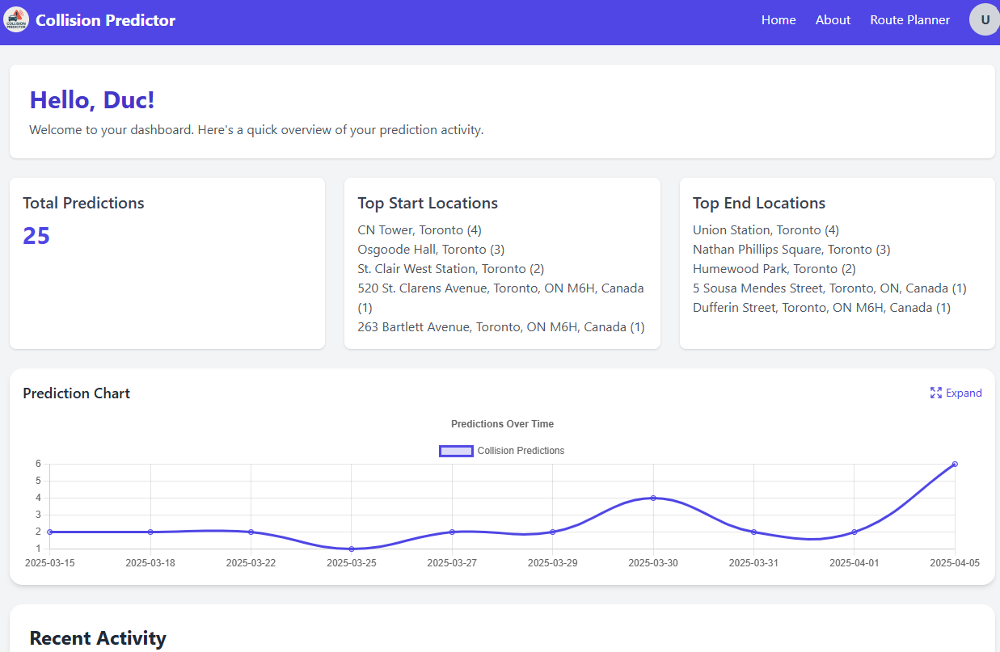 COLLISION
PREDICTOR
Collision Predictor
Home
About
Route Planner
U
Hello, Duc!
Welcome to your dashboard. Here's a quick overview of your prediction activity.
Total Predictions
25
Top Start Locations
CN Tower, Toronto (4)
Osgoode Hall, Toronto (3)
St. Clair West Station, Toronto (2)
520 St. Clarens Avenue, Toronto, ON M6H, Canada
(1)
263 Bartlett Avenue, Toronto, ON M6H, Canada (1)
Top End Locations
Union Station, Toronto (4)
Nathan Phillips Square, Toronto (3)
Humewood Park, Toronto (2)
5 Sousa Mendes Street, Toronto, ON, Canada (1)
Dufferin Street, Toronto, ON M6H, Canada (1)
Prediction Chart
Expand
Predictions Over Time
Collision Predictions
6
5
4
3
2
1
2025-03-15
2025-03-18
2025-03-22
2025-03-25
2025-03-27
2025-03-29
2025-03-30
2025-03-31
2025-04-01
2025-04-05
Recent Activity